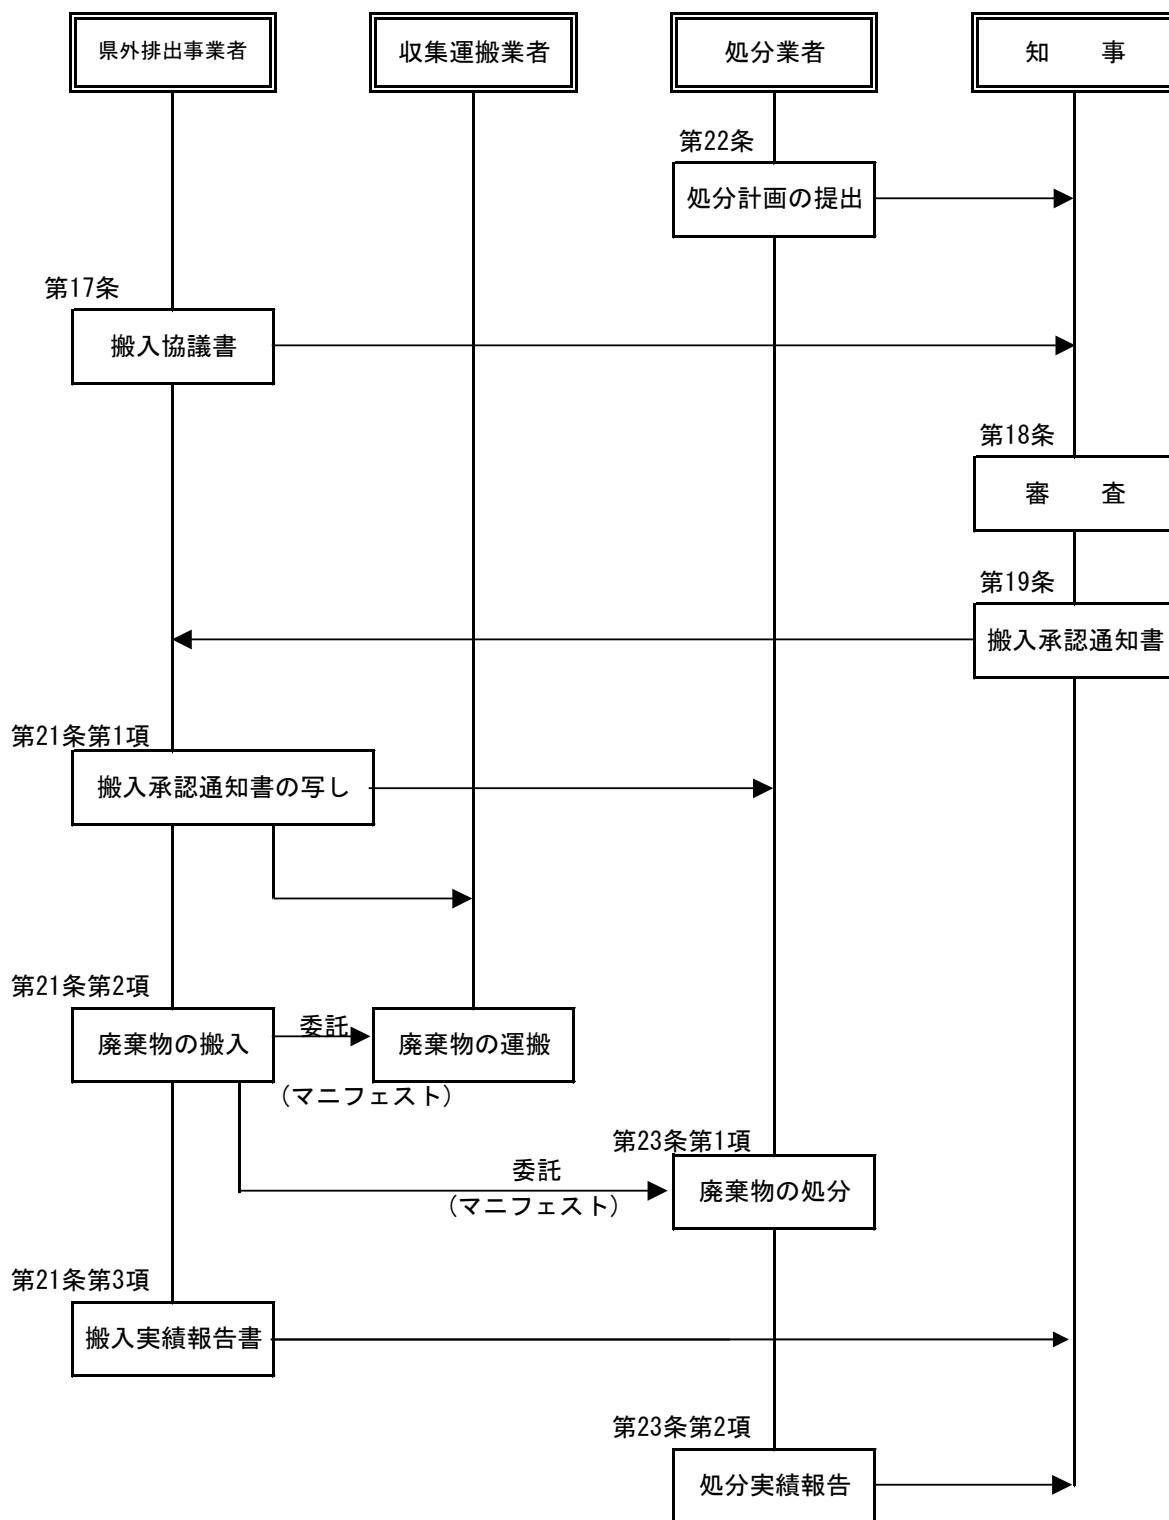 県外排出事業者
収集運搬業者
処分業者
知　　事
第22条
処分計画の提出
第17条
搬入協議書
第18条
審　　査
第19条
搬入承認通知書
第21条第1項
搬入承認通知書の写し
第21条第2項
廃棄物の搬入
委託
廃棄物の運搬
(マニフェスト)
第23条第1項
委託
廃棄物の処分
(マニフェスト)
第21条第3項
搬入実績報告書
第23条第2項
処分実績報告